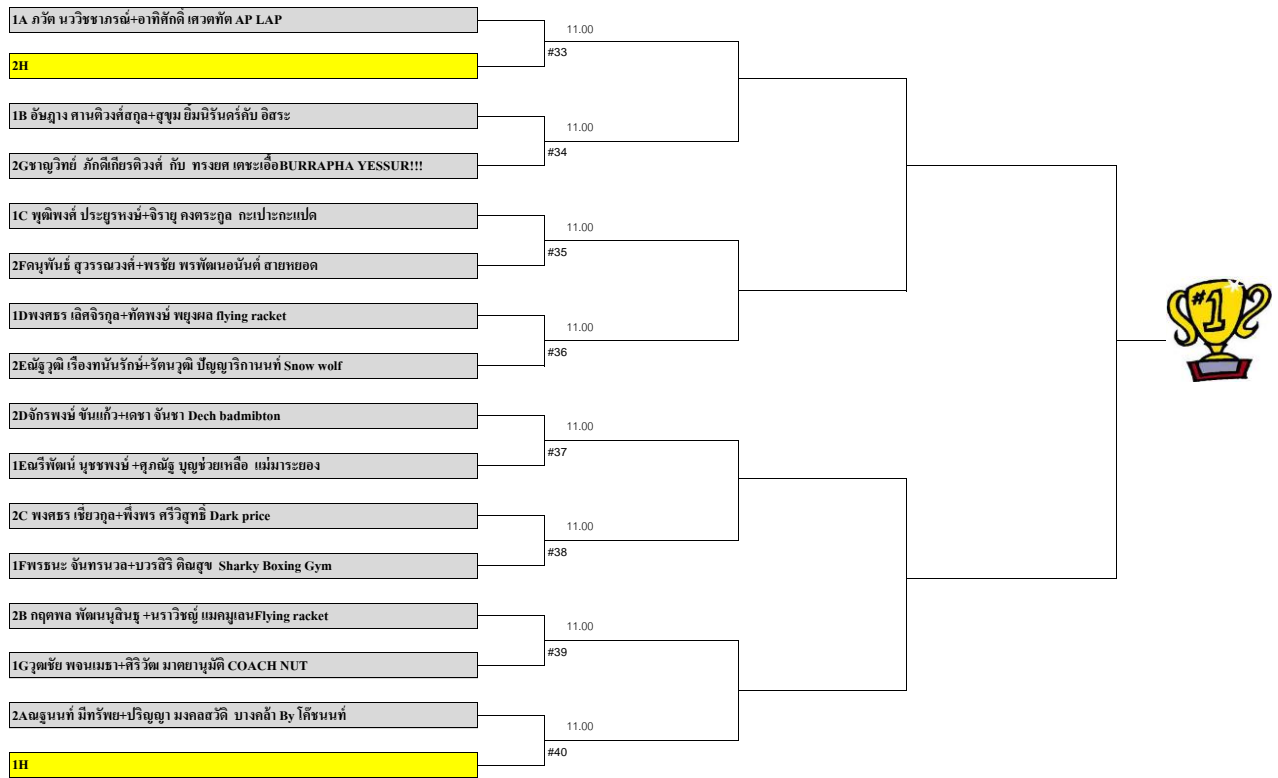 1A ภวัต นววิชชาภรณ์+อาทิศักดิ์ เศวตทัต AP LAP
11.00
#33
2H
1B อัษฎาง ศานติวงศ์สกุล+สุขุม ยิ้มนิรันดร์คับ อิสระ
11.00
#34
2Gชาญวิทย์ ภักดีเกียรติวงศ์ กับ ทรงยศ เตชะเอื้อBURRAPHA YESSUR!!!
1C พุฒิพงศ์ ประยูรหงษ์+จิรายุ คงตระกูล กะเปาะกะแปด
11.00
#35
2Fดนุพันธ์ สุวรรณวงศ์+พรชัย พรพัฒนอนันต์ สายหยอด
1Dพงศธร เลิศจิรกุล+ทัตพงษ์ พยุงผล flying racket
11.00
#36
2Eณัฐวุฒิ เรืองทนันรักษ์+รัตนวุฒิ ปัญญาริกานนท์ Snow wolf
#1
2Dจักรพงษ์ ขันแก้ว+เดชา จันชา Dech badmibton
11.00
#37
1Eณรีพัฒน์ นุชชพงษ์ +ศุภณัฐ บุญช่วยเหลือ แม่มาระยอง
2C พงศธร เชี่ยวกุล+พึ่งพร ศรีวิสุทธิ์ Dark price
11.00
#38
1Fพรธนะ จันทรนวล+บวรสิริ ติณสุข Sharky Boxing Gym
2B กฤตพล พัฒนนุสินธุ +นราวิชญ์ แมคมูเลนFlying racket
11.00
#39
1Gวุฒชัย พจนเมธา+ศิริวัฒ มาตยานุมัติ COACH NUT
2Aณฐนนท์ มีทรัพย+ปริญญา มงคลสวัดิ บางคล้า By โค๊ชนนท์
11.00
#40
1H